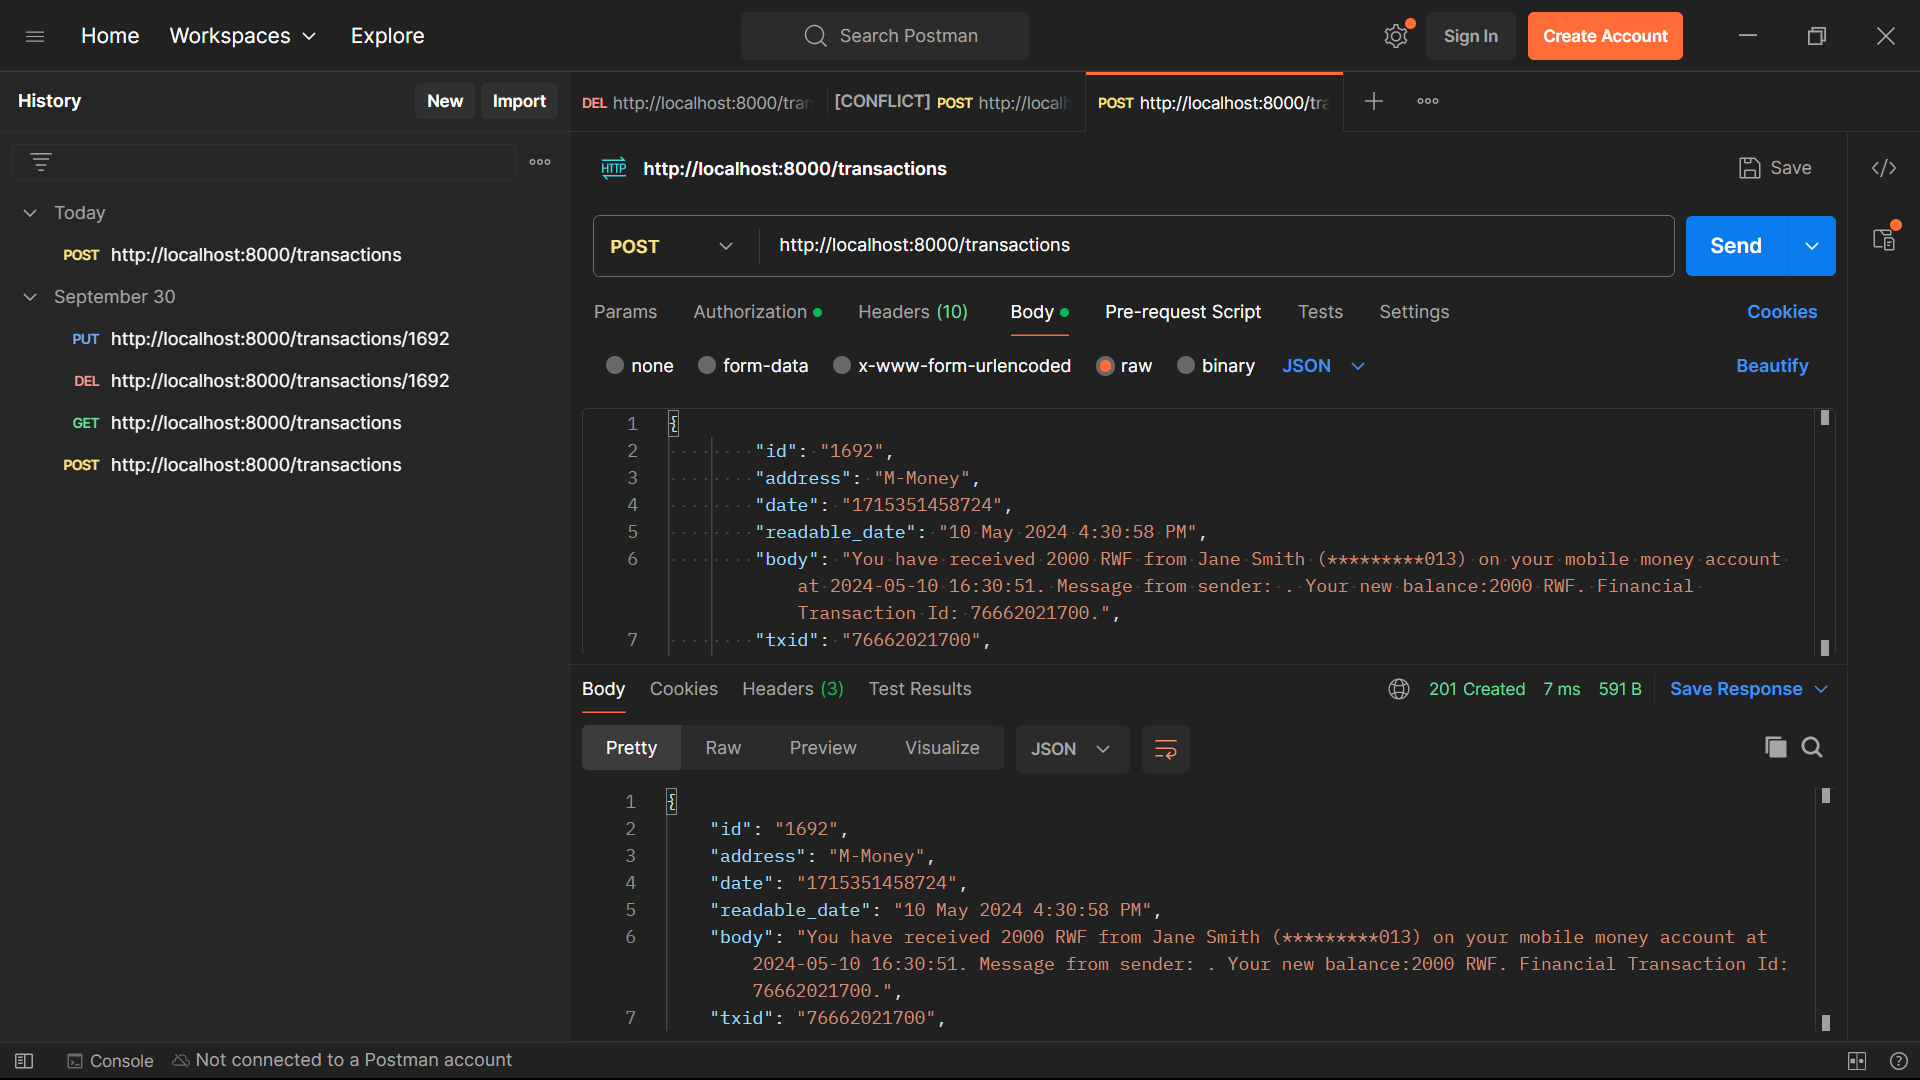 Home Workspaces Explore
Search Postman
Sign In Create Account
History New Import
DEL http://localhost:8000/tran [CONFLICT] POST http://localh POST http://localhost:8000/tra
HTTP http://localhost:8000/transactions Save
Today
POST http://localhost:8000/transactions
September 30
PUT http://localhost:8000/transactions/1692
DEL http://localhost:8000/transactions/1692
GET http://localhost:8000/transactions
POST http://localhost:8000/transactions
POST http://localhost:8000/transactions Send
Params Authorization Headers (10) Body Pre-request Script Tests Settings Cookies
none form-data x-www-form-urlencoded raw binary JSON Beautify
1 {
2 "id": "1692",
3 "address": "M-Money",
4 "date": "1715351458724",
5 "readable_date": "10 May 2024 4:30:58 PM",
6 "body": "You have received 2000 RWF from Jane Smith (*********013) on your mobile money account
at 2024-05-10 16:30:51. Message from sender: . Your new balance:2000 RWF. Financial
Transaction Id: 76662021700.",
7 "txid": "76662021700",
Body Cookies Headers (3) Test Results 201 Created 7 ms 591 B Save Response
Pretty Raw Preview Visualize JSON
1 {
2 "id": "1692",
3 "address": "M-Money",
4 "date": "1715351458724",
5 "readable_date": "10 May 2024 4:30:58 PM",
6 "body": "You have received 2000 RWF from Jane Smith (*********013) on your mobile money account at
2024-05-10 16:30:51. Message from sender: . Your new balance:2000 RWF. Financial Transaction Id:
76662021700.",
7 "txid": "76662021700",
Console Not connected to a Postman account